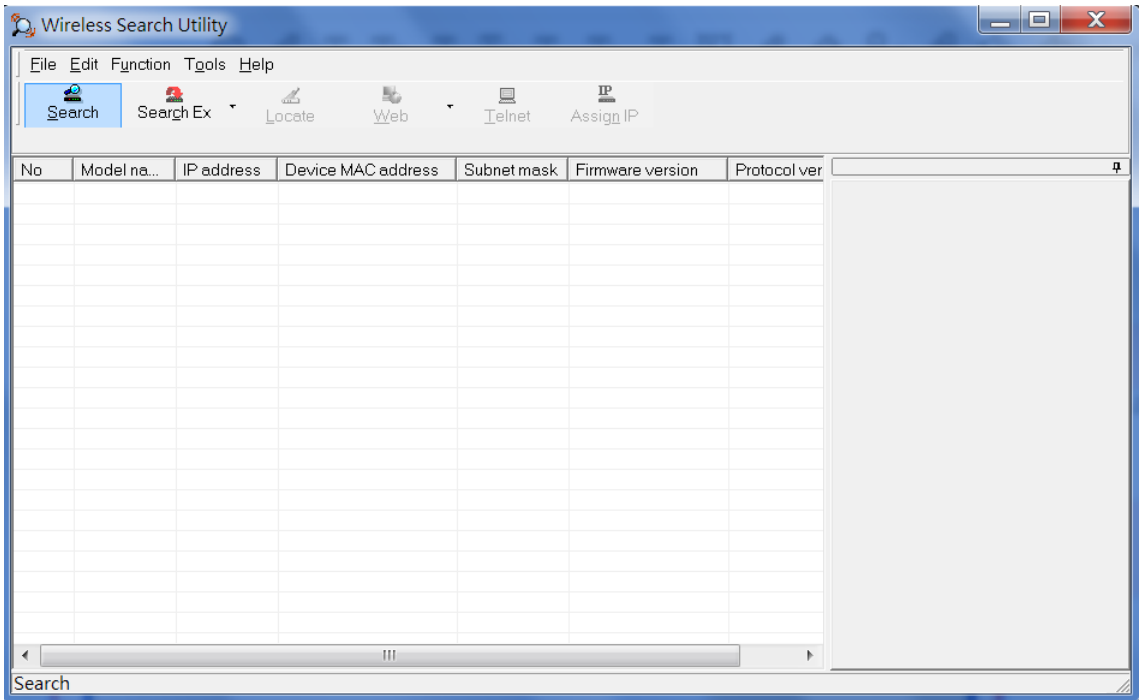 Wireless Search Utility
File Edit Function Tools Help
Search Search Ex Locate Web Telnet Assign IP
No Model na... IP address Device MAC address Subnet mask Firmware version Protocol ver
Search